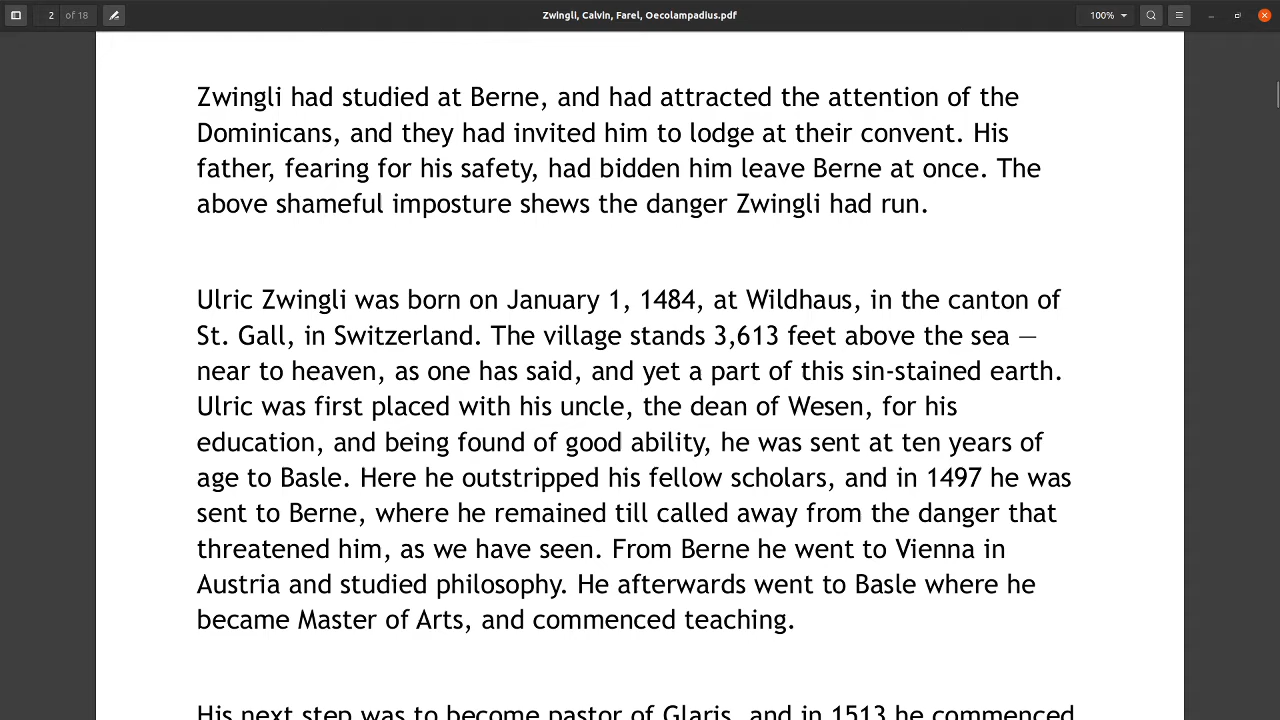 2 of 18
Zwingli, Calvin, Farel, Oecolampadius.pdf
100%
Zwingli had studied at Berne, and had attracted the attention of the
Dominicans, and they had invited him to lodge at their convent. His
father, fearing for his safety, had bidden him leave Berne at once. The
above shameful imposture shews the danger Zwingli had run.
Ulric Zwingli was born on January 1, 1484, at Wildhaus, in the canton of
St. Gall, in Switzerland. The village stands 3,613 feet above the sea —
near to heaven, as one has said, and yet a part of this sin-stained earth.
Ulric was first placed with his uncle, the dean of Wesen, for his
education, and being found of good ability, he was sent at ten years of
age to Basle. Here he outstripped his fellow scholars, and in 1497 he was
sent to Berne, where he remained till called away from the danger that
threatened him, as we have seen. From Berne he went to Vienna in
Austria and studied philosophy. He afterwards went to Basle where he
became Master of Arts, and commenced teaching.
His next step was to become pastor of Glaris, and in 1513 he commenced